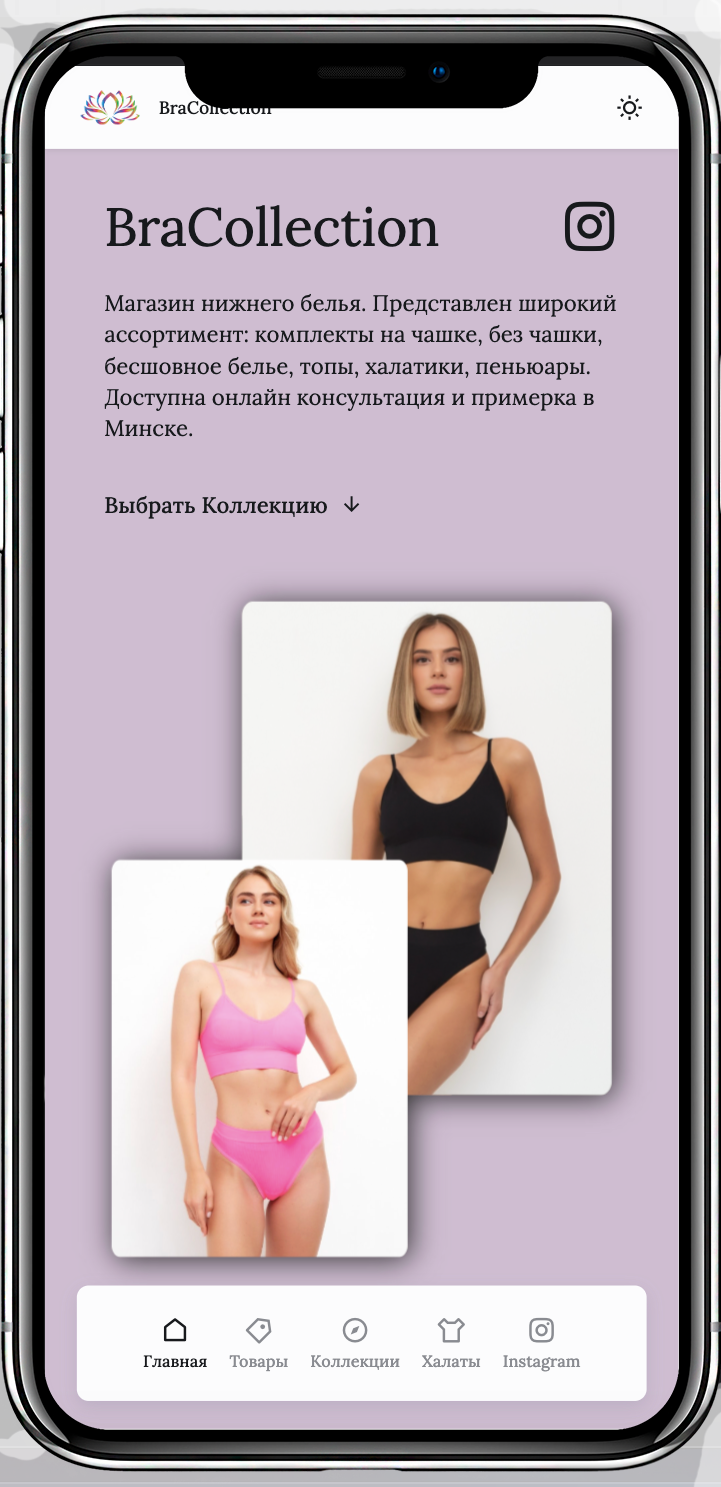 BraCollection
BraCollection
Магазин нижнего белья. Представлен широкий
ассортимент: комплекты на чашке, без чашки,
бесшовное белье, топы, халатики, пеньюары.
Доступна онлайн консультация и примерка в
Минске.
Выбрать Коллекцию
Главная
Товары
Коллекции
Халаты
Instagram